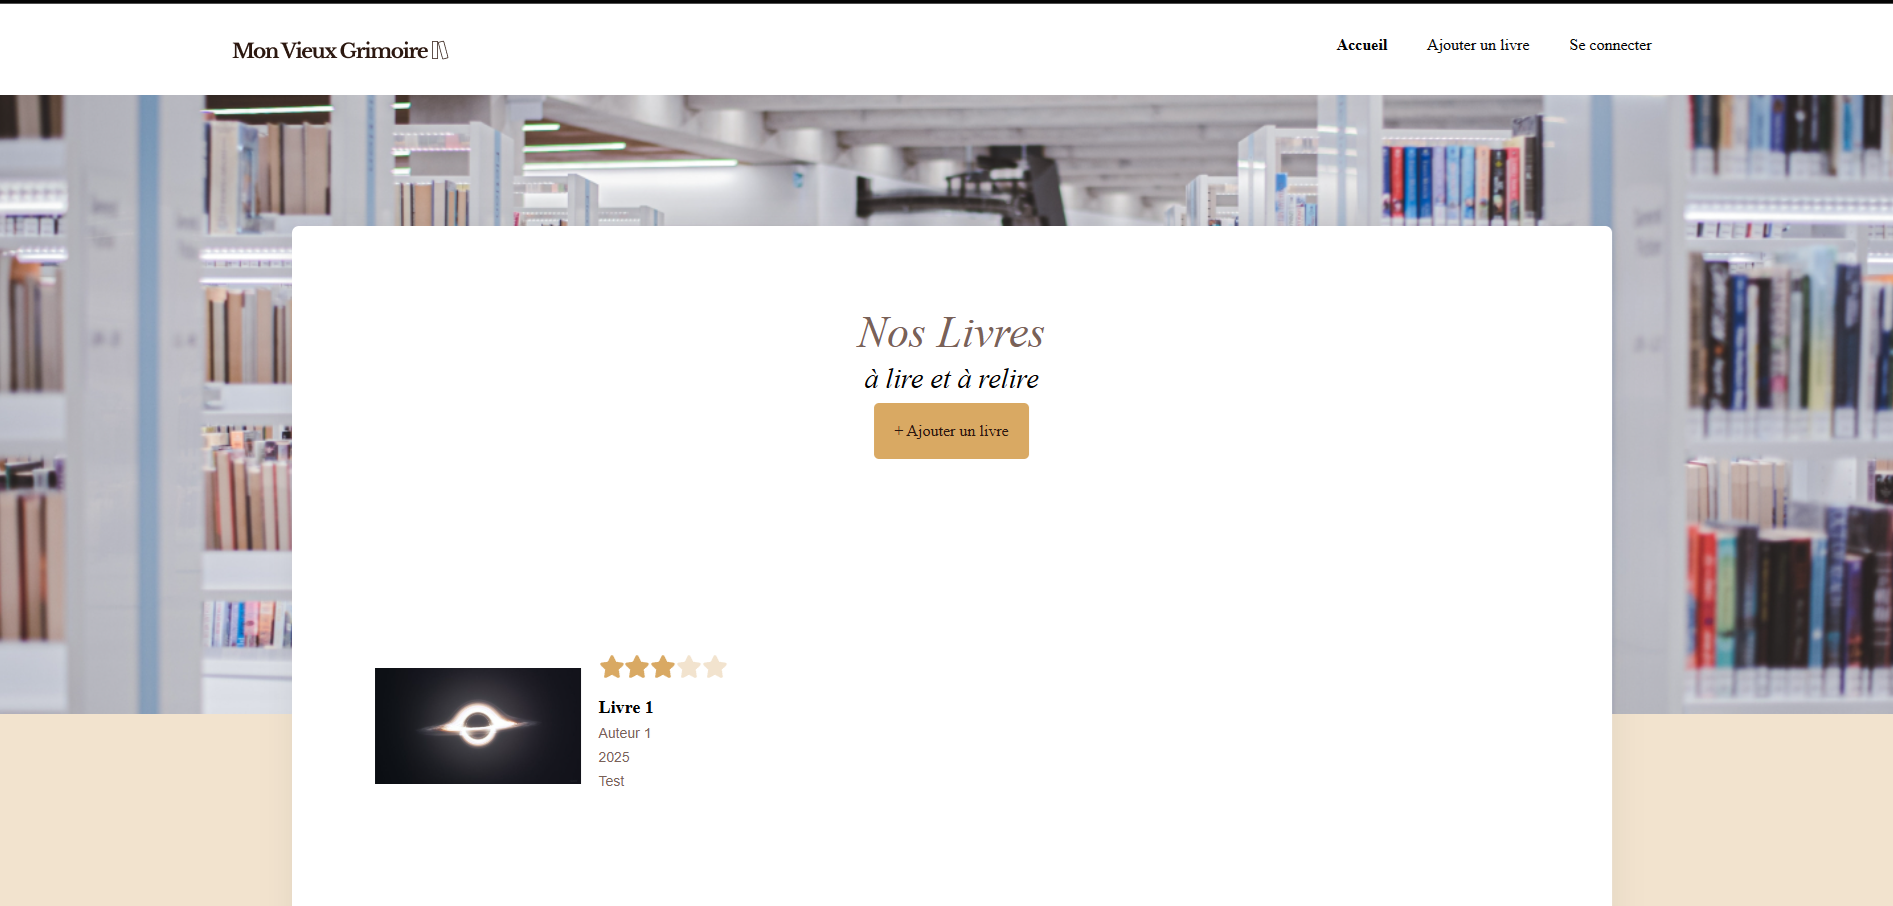 Mon Vieux Grimoire
Accueil
Ajouter un livre
Se connecter
Nos Livres
à lire et à relire
+ Ajouter un livre
Livre 1
Auteur 1
2025
Test